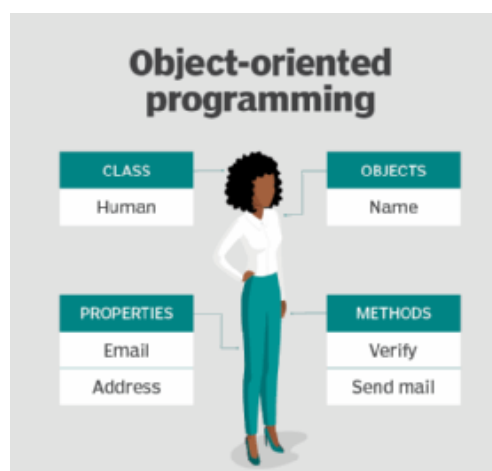 Object-oriented
programming
CLASS
Human
OBJECTS
Name
PROPERTIES
Email
Address
METHODS
Verify
Send mail